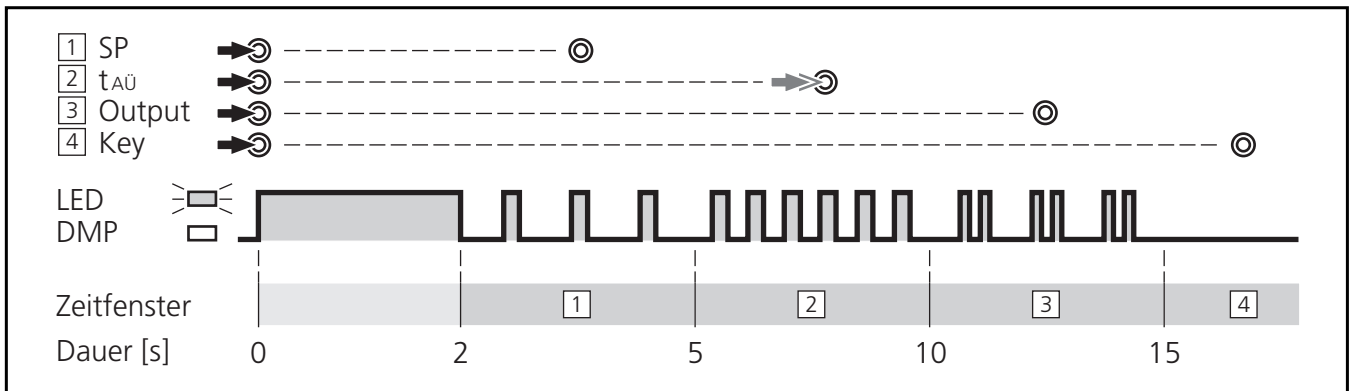 1 SP
2 tAÜ
3 Output
4 Key
LED
DMP
Zeitfenster 1 2 3 4
Dauer [s] 0 2 5 10 15